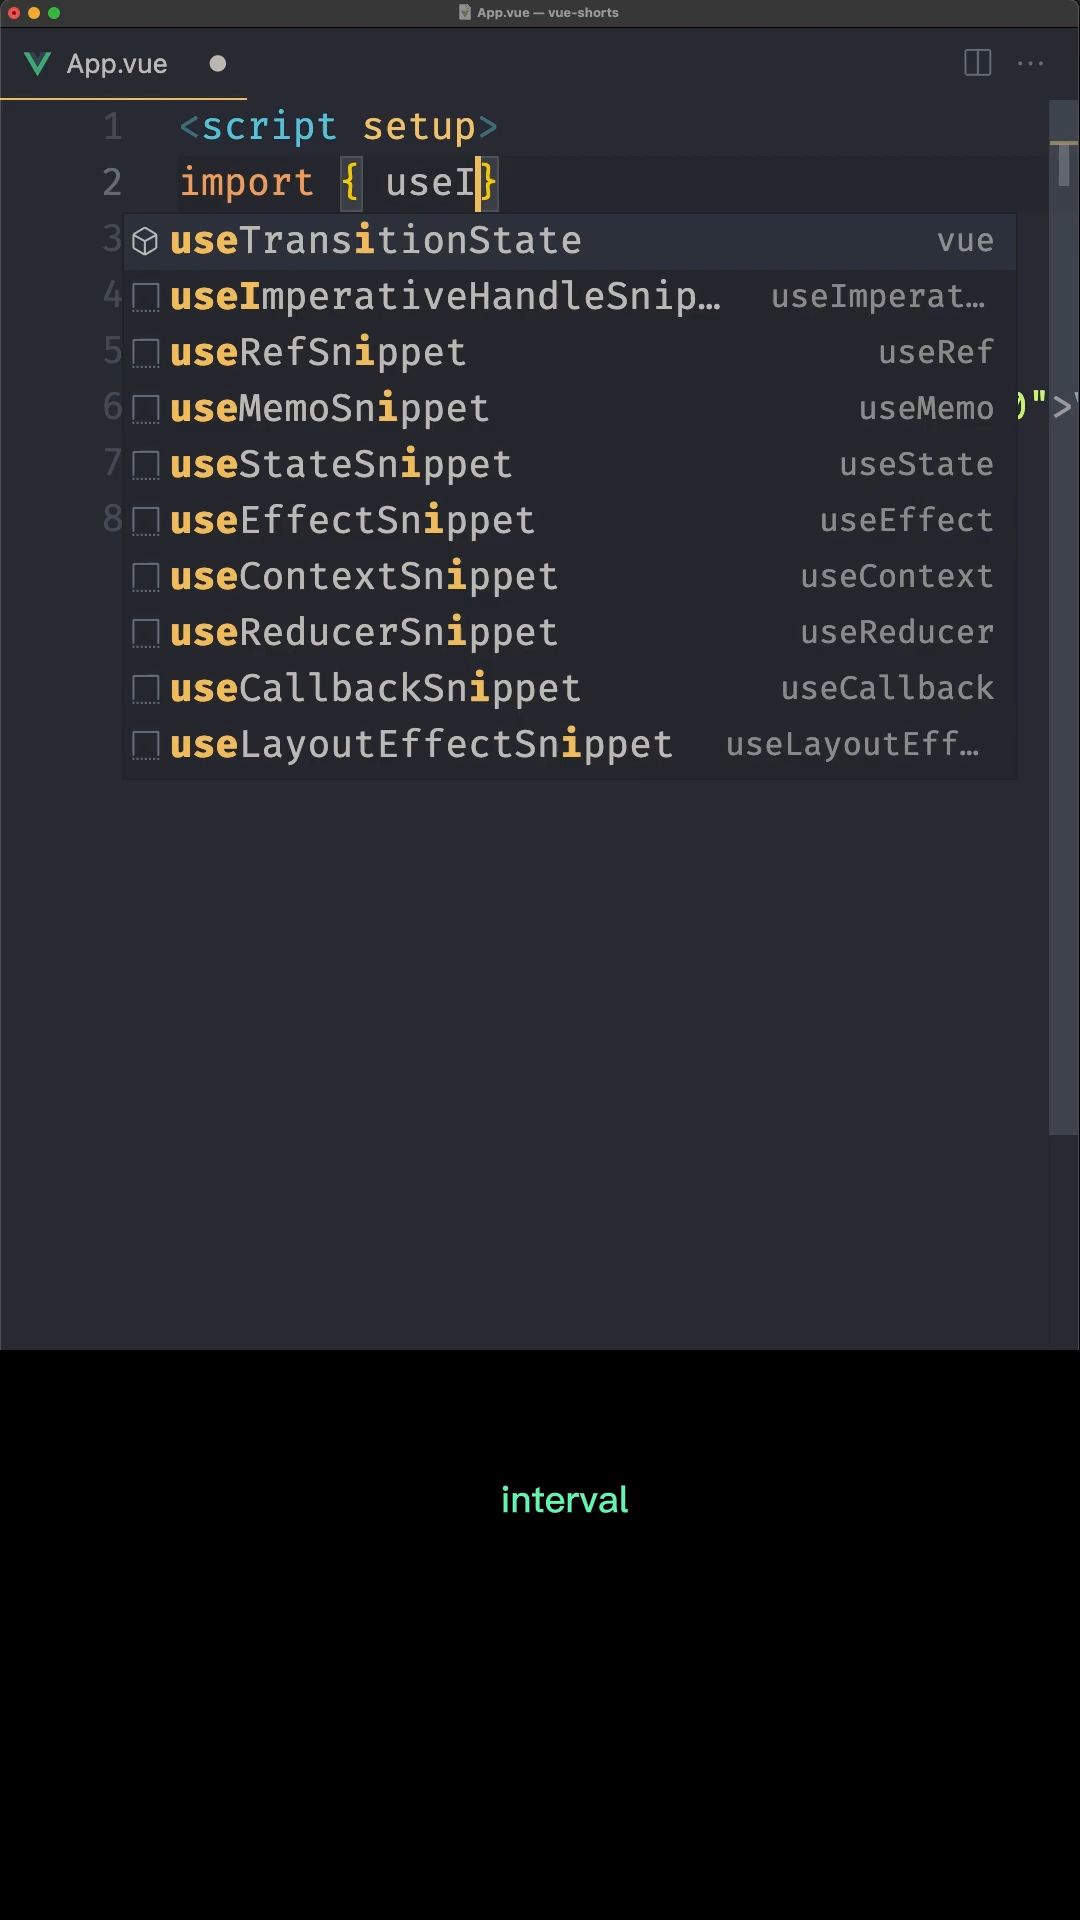 App.vue — vue-shorts
App.vue
1 <script setup>
2 import { useI}
3 useTransitionState vue
4 useImperativeHandleSnip… useImperat…
5 useRefSnippet useRef
6 useMemoSnippet useMemo 0">
7 useStateSnippet useState
8 useEffectSnippet useEffect
useContextSnippet useContext
useReducerSnippet useReducer
useCallbackSnippet useCallback
useLayoutEffectSnippet useLayoutEff…
interval